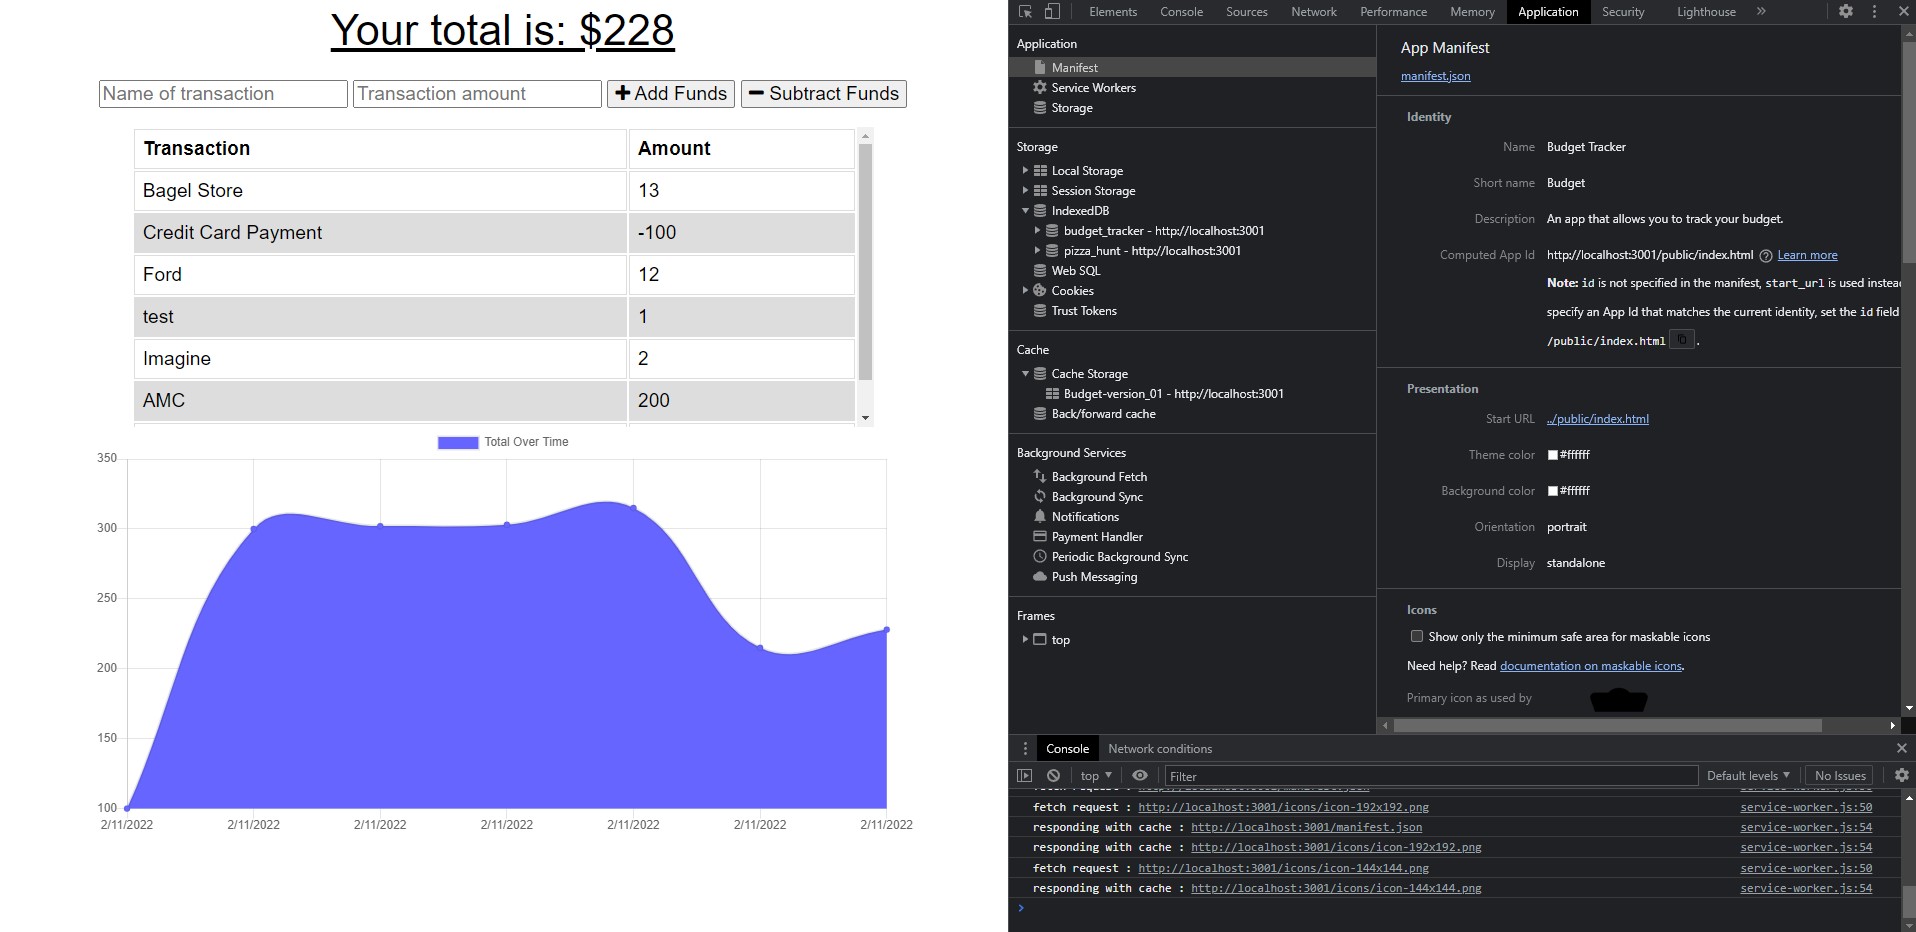 Your total is: $228
Name of transaction Transaction amount Add Funds Subtract Funds
Transaction Amount
Bagel Store 13
Credit Card Payment -100
Ford 12
test 1
Imagine 2
AMC 200
Total Over Time
350
300
250
200
150
100
2/11/2022 2/11/2022 2/11/2022 2/11/2022 2/11/2022 2/11/2022 2/11/2022
Elements Console Sources Network Performance Memory Application Security Lighthouse
Application
Manifest
Service Workers
Storage
Storage
Local Storage
Session Storage
IndexedDB
budget_tracker - http://localhost:3001
pizza_hunt - http://localhost:3001
Web SQL
Cookies
Trust Tokens
Cache
Cache Storage
Budget-version_01 - http://localhost:3001
Back/forward cache
Background Services
Background Fetch
Background Sync
Notifications
Payment Handler
Periodic Background Sync
Push Messaging
Frames
top
App Manifest
manifest.json
Identity
Name Budget Tracker
Short name Budget
Description An app that allows you to track your budget.
Computed App Id http://localhost:3001/public/index.html Learn more
Note: id is not specified in the manifest, start_url is used
specify an App Id that matches the current identity, set the id field
/public/index.html .
Presentation
Start URL ../public/index.html
Theme color #ffffff
Background color #ffffff
Orientation portrait
Display standalone
Icons
Show only the minimum safe area for maskable icons
Need help? Read documentation on maskable icons.
Primary icon as used by
Console Network conditions
top Filter Default levels No Issues
fetch request : http://localhost:3001/icons/icon-192x192.png service-worker.js:50
responding with cache : http://localhost:3001/manifest.json service-worker.js:54
responding with cache : http://localhost:3001/icons/icon-192x192.png service-worker.js:54
fetch request : http://localhost:3001/icons/icon-144x144.png service-worker.js:50
responding with cache : http://localhost:3001/icons/icon-144x144.png service-worker.js:54